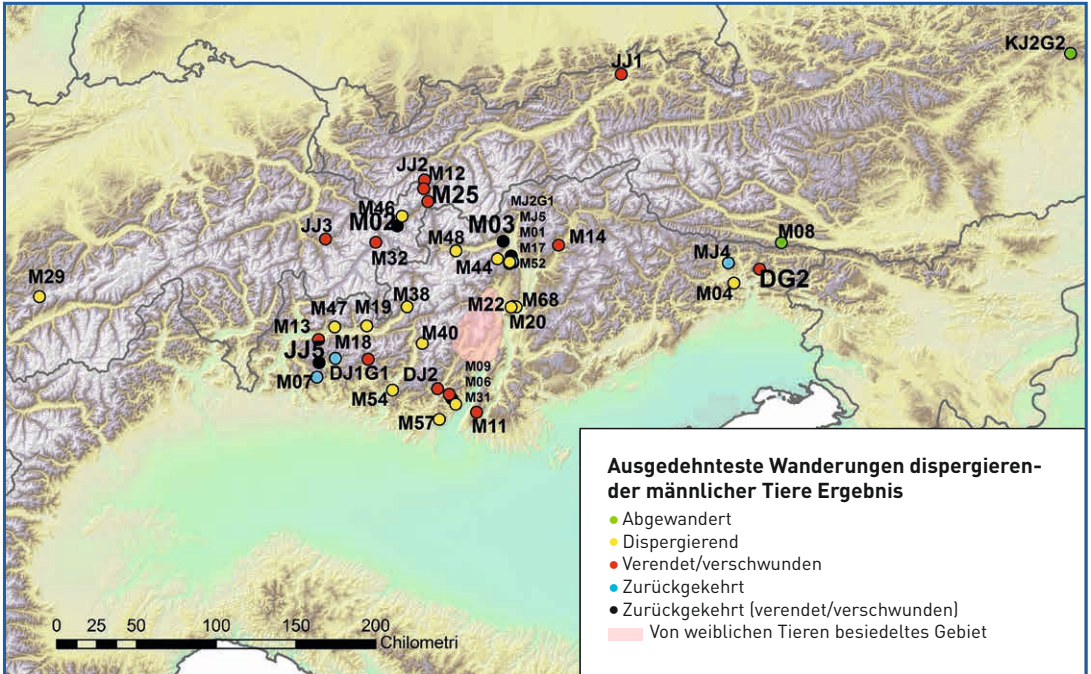 KJ2G2
JJ1
JJ2
M12
M25
MJ2G1
M46
M02
M03
MJ5
M01
JJ3
M48
M17
M14
M08
M32
M44
M52
MJ4
DG2
M29
M04
M38
M22
M68
M47
M19
M20
M13
M40
M18
JJ5
DJ1G1
DJ2
M09
M07
M06
M54
M31
M57
M11
Ausgedehnteste Wanderungen dispergieren-
der männlicher Tiere Ergebnis
Abgewandert
Dispergierend
Verendet/verschwunden
Zurückgekehrt
Zurückgekehrt (verendet/verschwunden)
Von weiblichen Tieren besiedeltes Gebiet
0 25 50 100 150 200
Chilometri